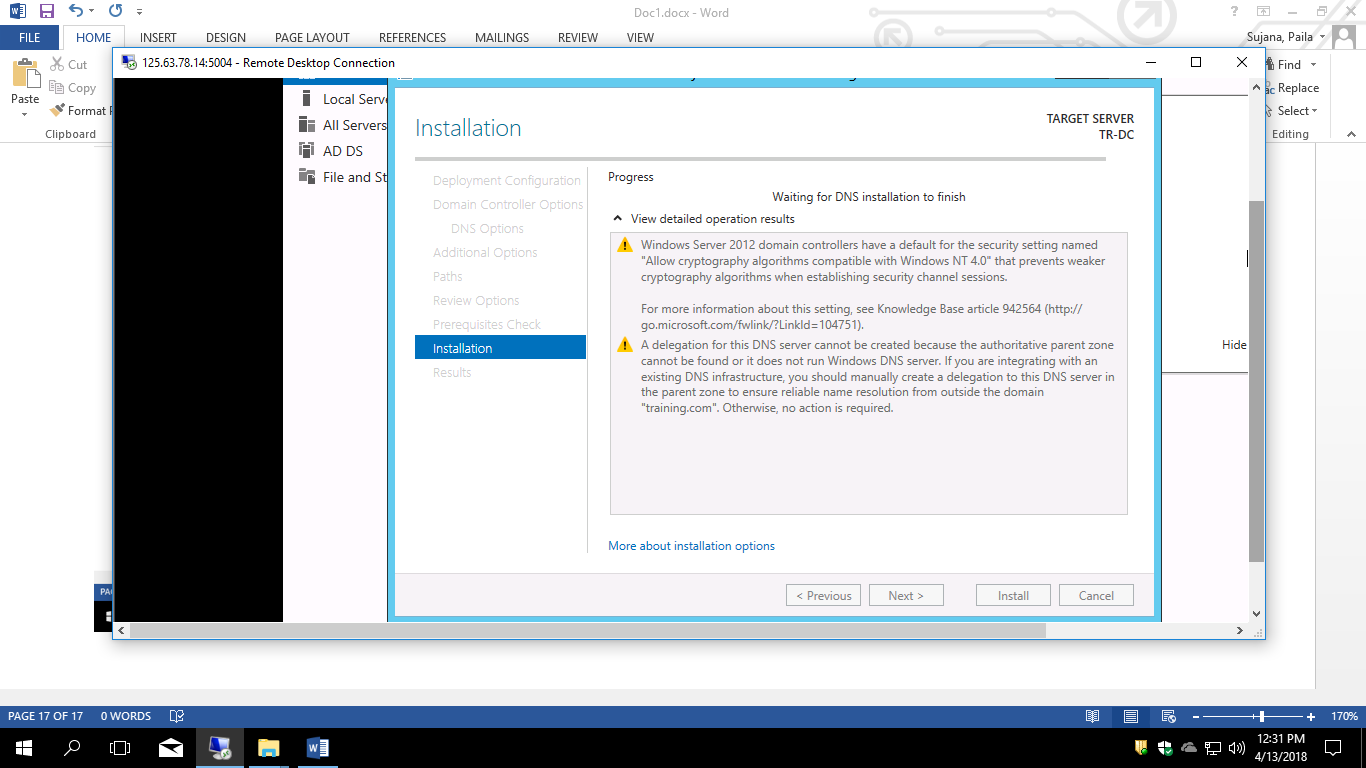 Doc1.docx - Word
FILE
HOME
INSERT
DESIGN
PAGE LAYOUT
REFERENCES
MAILINGS
REVIEW
VIEW
Sujana, Paila
Paste
Cut
Copy
Format
Clipboard
Find
Replace
Select
Editing
125.63.78.14:5004 - Remote Desktop Connection
Local Serve
All Servers
AD DS
File and St
Installation
TARGET SERVER
TR-DC
Deployment Configuration
Domain Controller Options
DNS Options
Additional Options
Paths
Review Options
Prerequisites Check
Installation
Results
Progress
Waiting for DNS installation to finish
View detailed operation results
Windows Server 2012 domain controllers have a default for the security setting named
"Allow cryptography algorithms compatible with Windows NT 4.0" that prevents weaker
cryptography algorithms when establishing security channel sessions.
For more information about this setting, see Knowledge Base article 942564 (http://
go.microsoft.com/fwlink/?LinkId=104751).
A delegation for this DNS server cannot be created because the authoritative parent zone
cannot be found or it does not run Windows DNS server. If you are integrating with an
existing DNS infrastructure, you should manually create a delegation to this DNS server in
the parent zone to ensure reliable name resolution from outside the domain
"training.com". Otherwise, no action is required.
Hide
More about installation options
< Previous
Next >
Install
Cancel
PAGE 17 OF 17
0 WORDS
170%
12:31 PM
4/13/2018